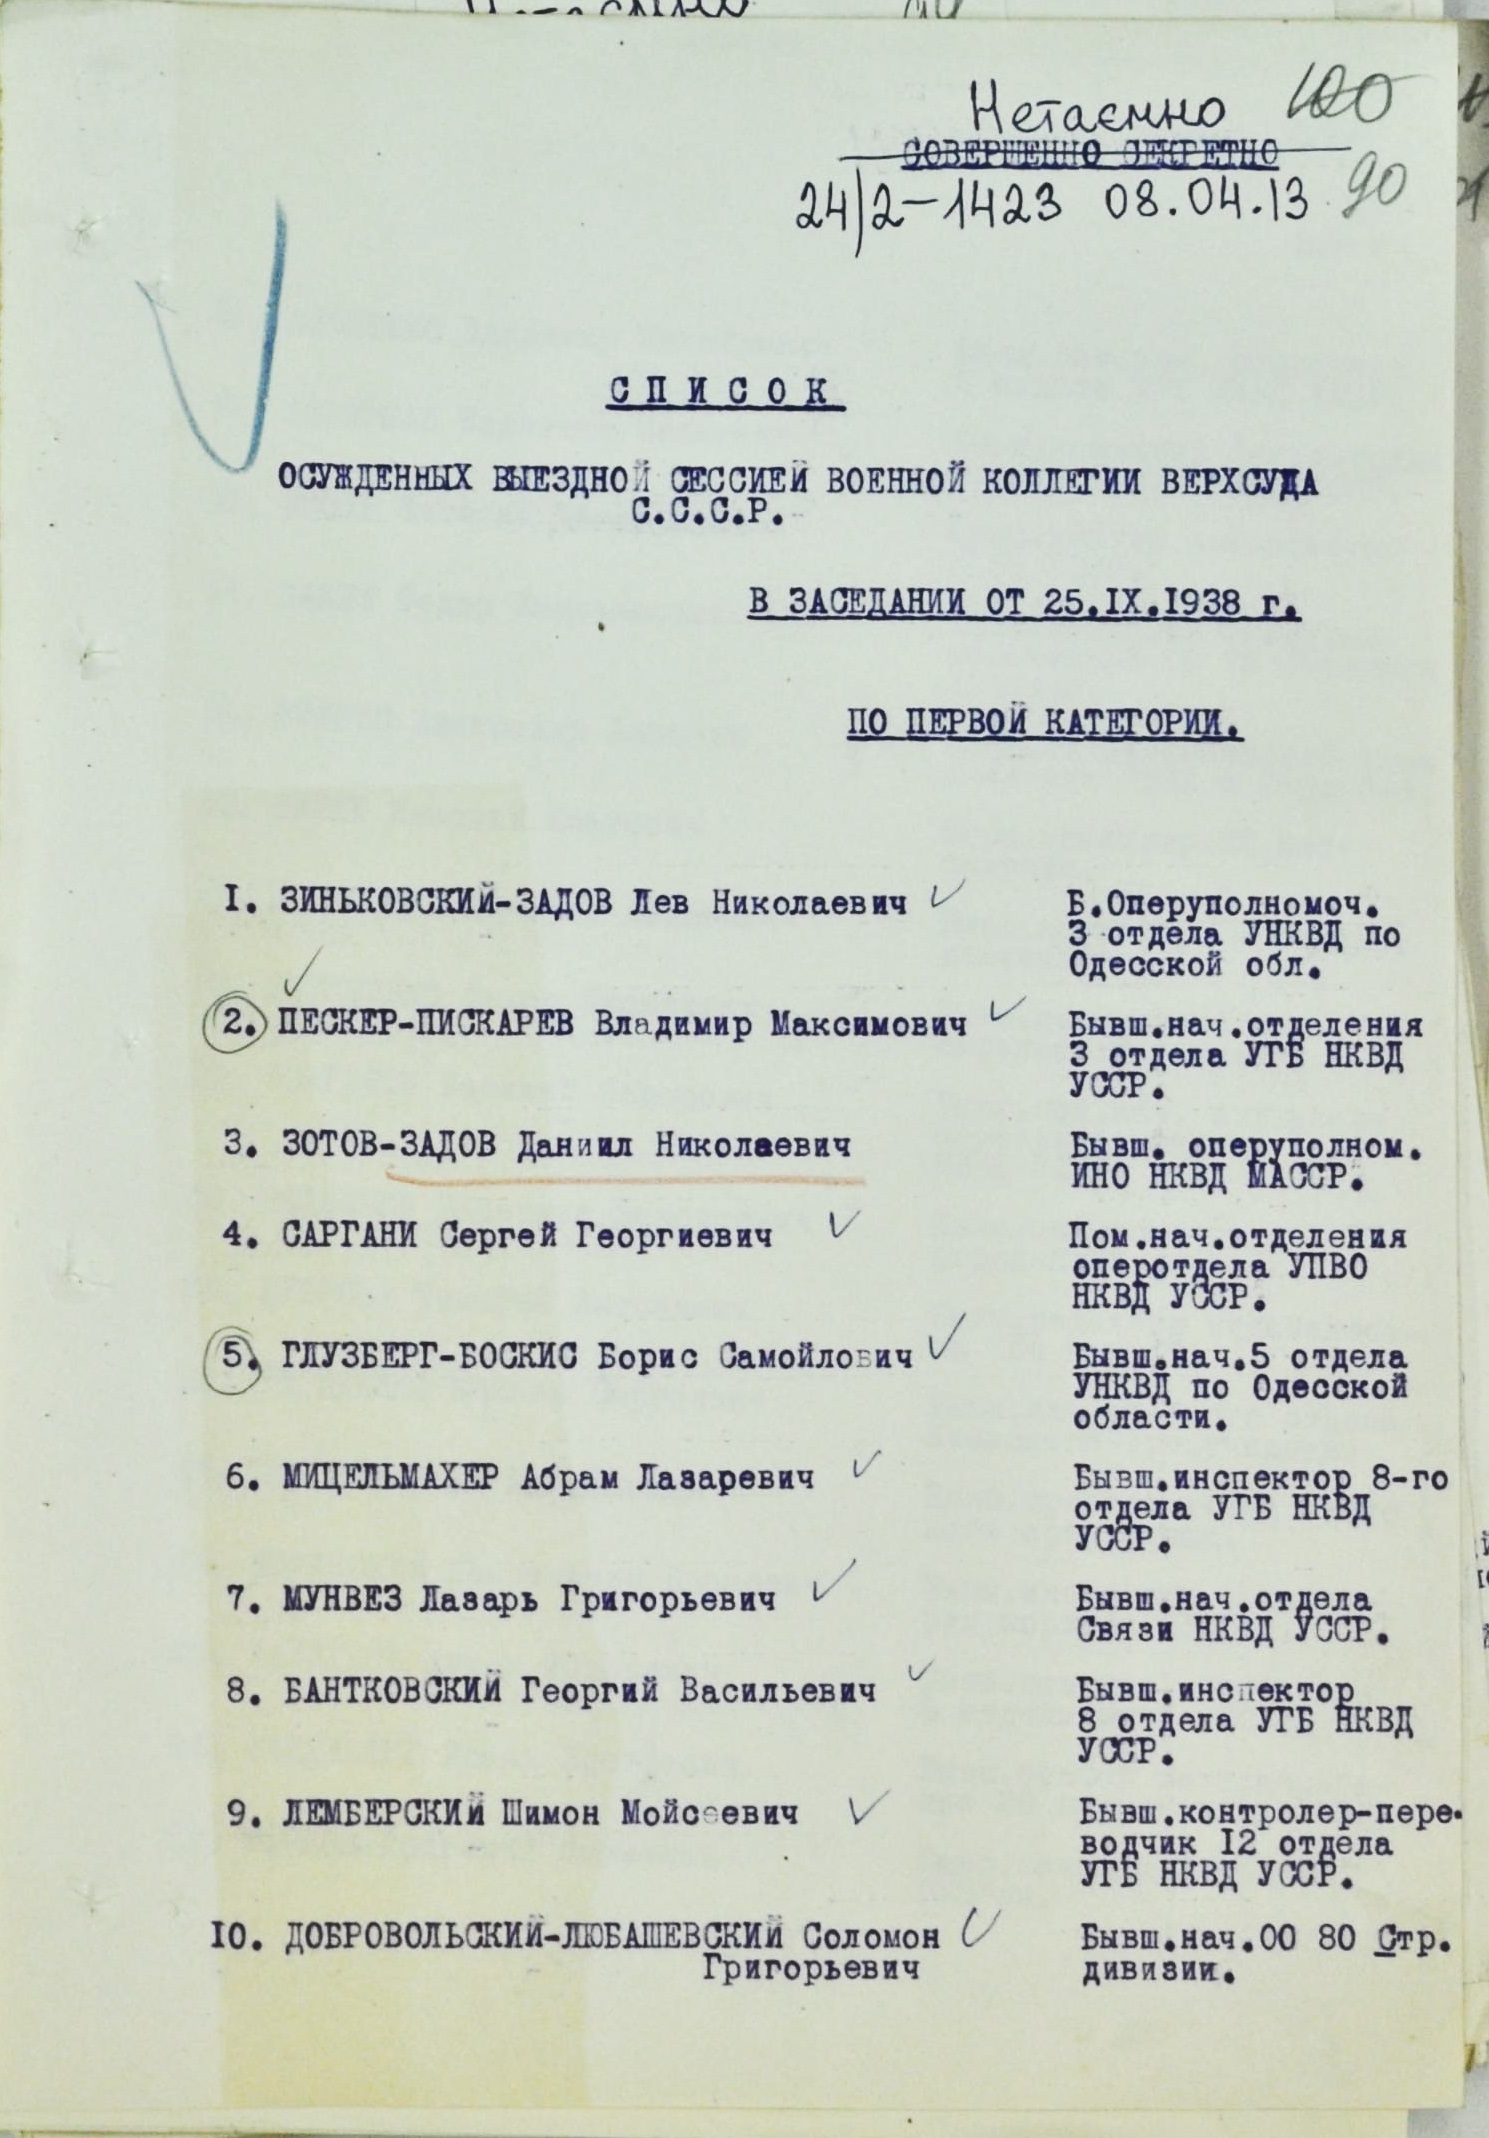 Нетаємно 100
СОВЕРШЕННО СЕКРЕТНО
24/2-1423 08.04.13 90
СПИСОК
ОСУЖДЕННЫХ ВЫЕЗДНОЙ СЕССИЕЙ ВОЕННОЙ КОЛЛЕГИИ ВЕРХСУДА
С.С.С.Р.
В ЗАСЕДАНИИ ОТ 25.IX.1938 г.
ПО ПЕРВОЙ КАТЕГОРИИ.
1. ЗИНЬКОВСКИЙ-ЗАДОВ Лев Николаевич
Б.Оперуполномоч.
3 отдела УНКВД по
Одесской обл.
2. ПЕСКЕР-ПИСКАРЕВ Владимир Максимович
Бывш.нач.отделения
3 отдела УГБ НКВД
УССР.
3. ЗОТОВ-ЗАДОВ Даниил Николаевич
Бывш. оперуполном.
ИНО НКВД МАССР.
4. САРГАНИ Сергей Георгиевич
Пом.нач.отделения
оперотдела УПВО
НКВД УССР.
5. ГЛУЗБЕРГ-БОСКИС Борис Самойлович
Бывш.нач.5 отдела
УНКВД по Одесской
области.
6. МИЦЕЛЬМАХЕР Абрам Лазаревич
Бывш.инспектор 8-го
отдела УГБ НКВД
УССР.
7. МУНВЕЗ Лазарь Григорьевич
Бывш.нач.отдела
Связи НКВД УССР.
8. БАНТКОВСКИЙ Георгий Васильевич
Бывш.инспектор
8 отдела УГБ НКВД
УССР.
9. ЛЕМБЕРСКИЙ Шимон Мойсеевич
Бывш.контролер-пере-
водчик 12 отдела
УГБ НКВД УССР.
10. ДОБРОВОЛЬСКИЙ-ЛЮБАШЕВСКИЙ Соломон
Григорьевич
Бывш.нач.ОО 80 Стр.
дивизии.